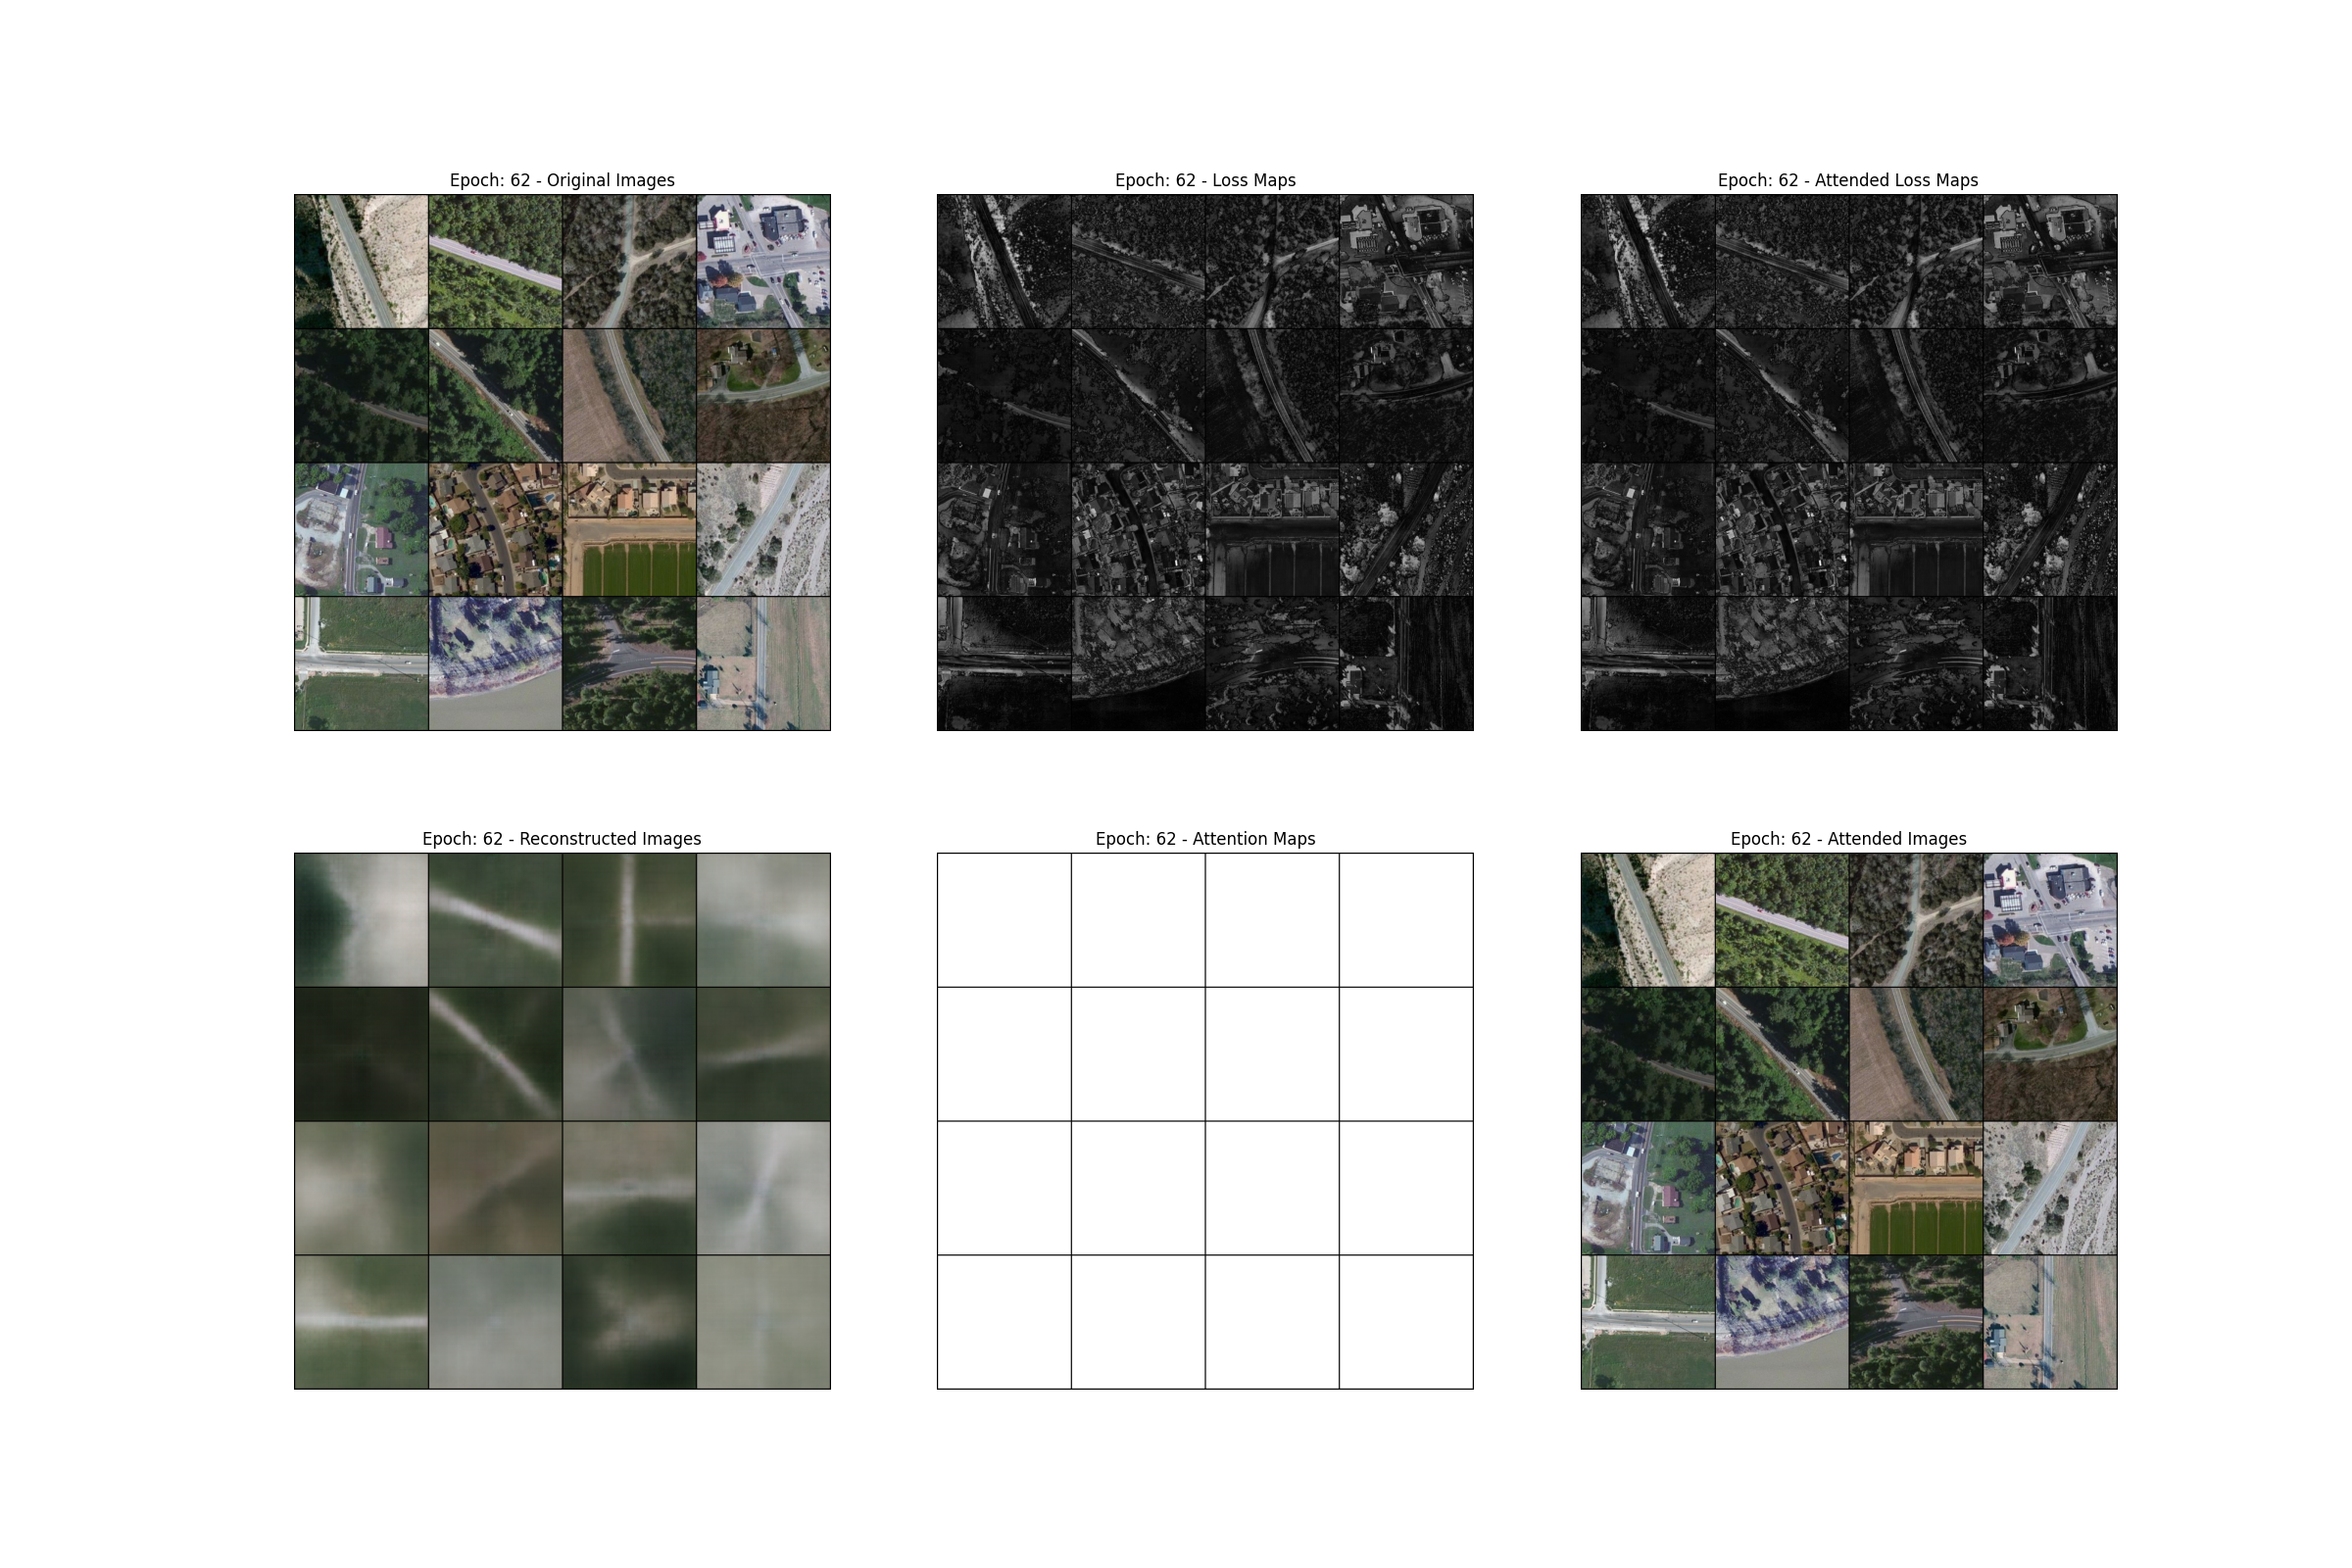 Epoch: 62 - Original Images
Epoch: 62 - Loss Maps
Epoch: 62 - Attended Loss Maps
Epoch: 62 - Reconstructed Images
Epoch: 62 - Attention Maps
Epoch: 62 - Attended Images